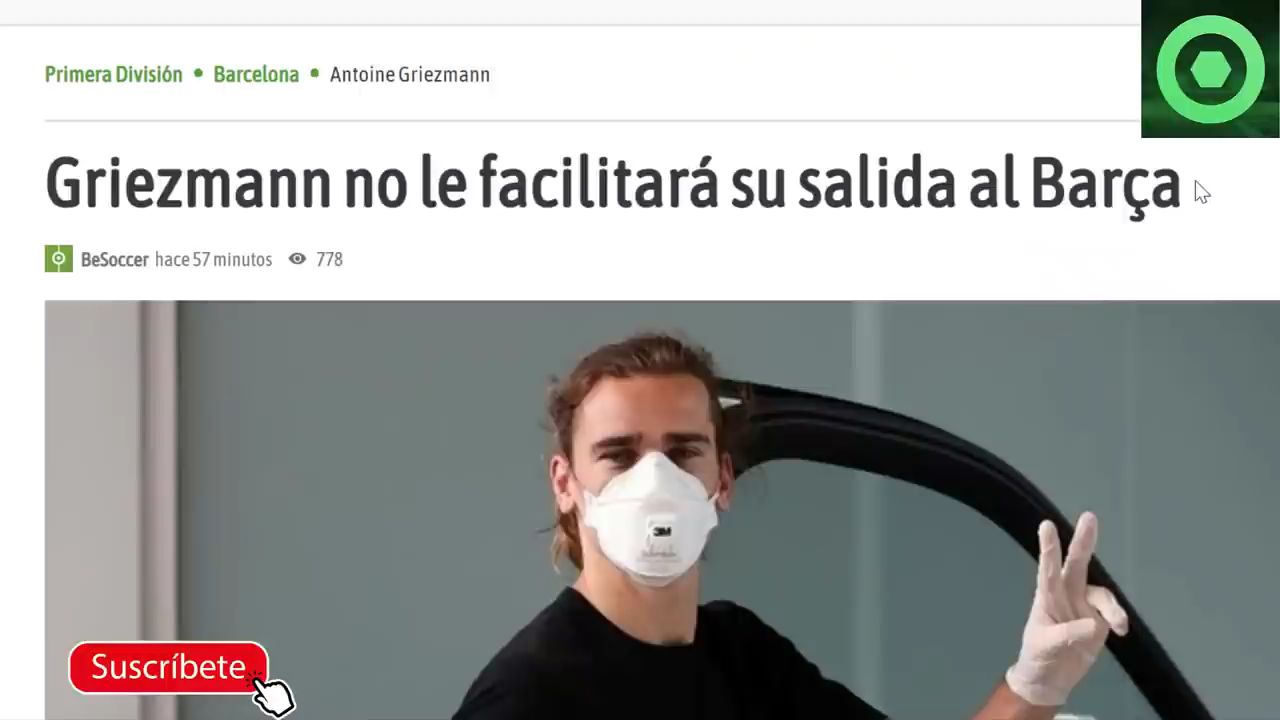 Primera División • Barcelona • Antoine Griezmann
Griezmann no le facilitará su salida al Barça
BeSoccer hace 57 minutos 778
3M
Suscríbete